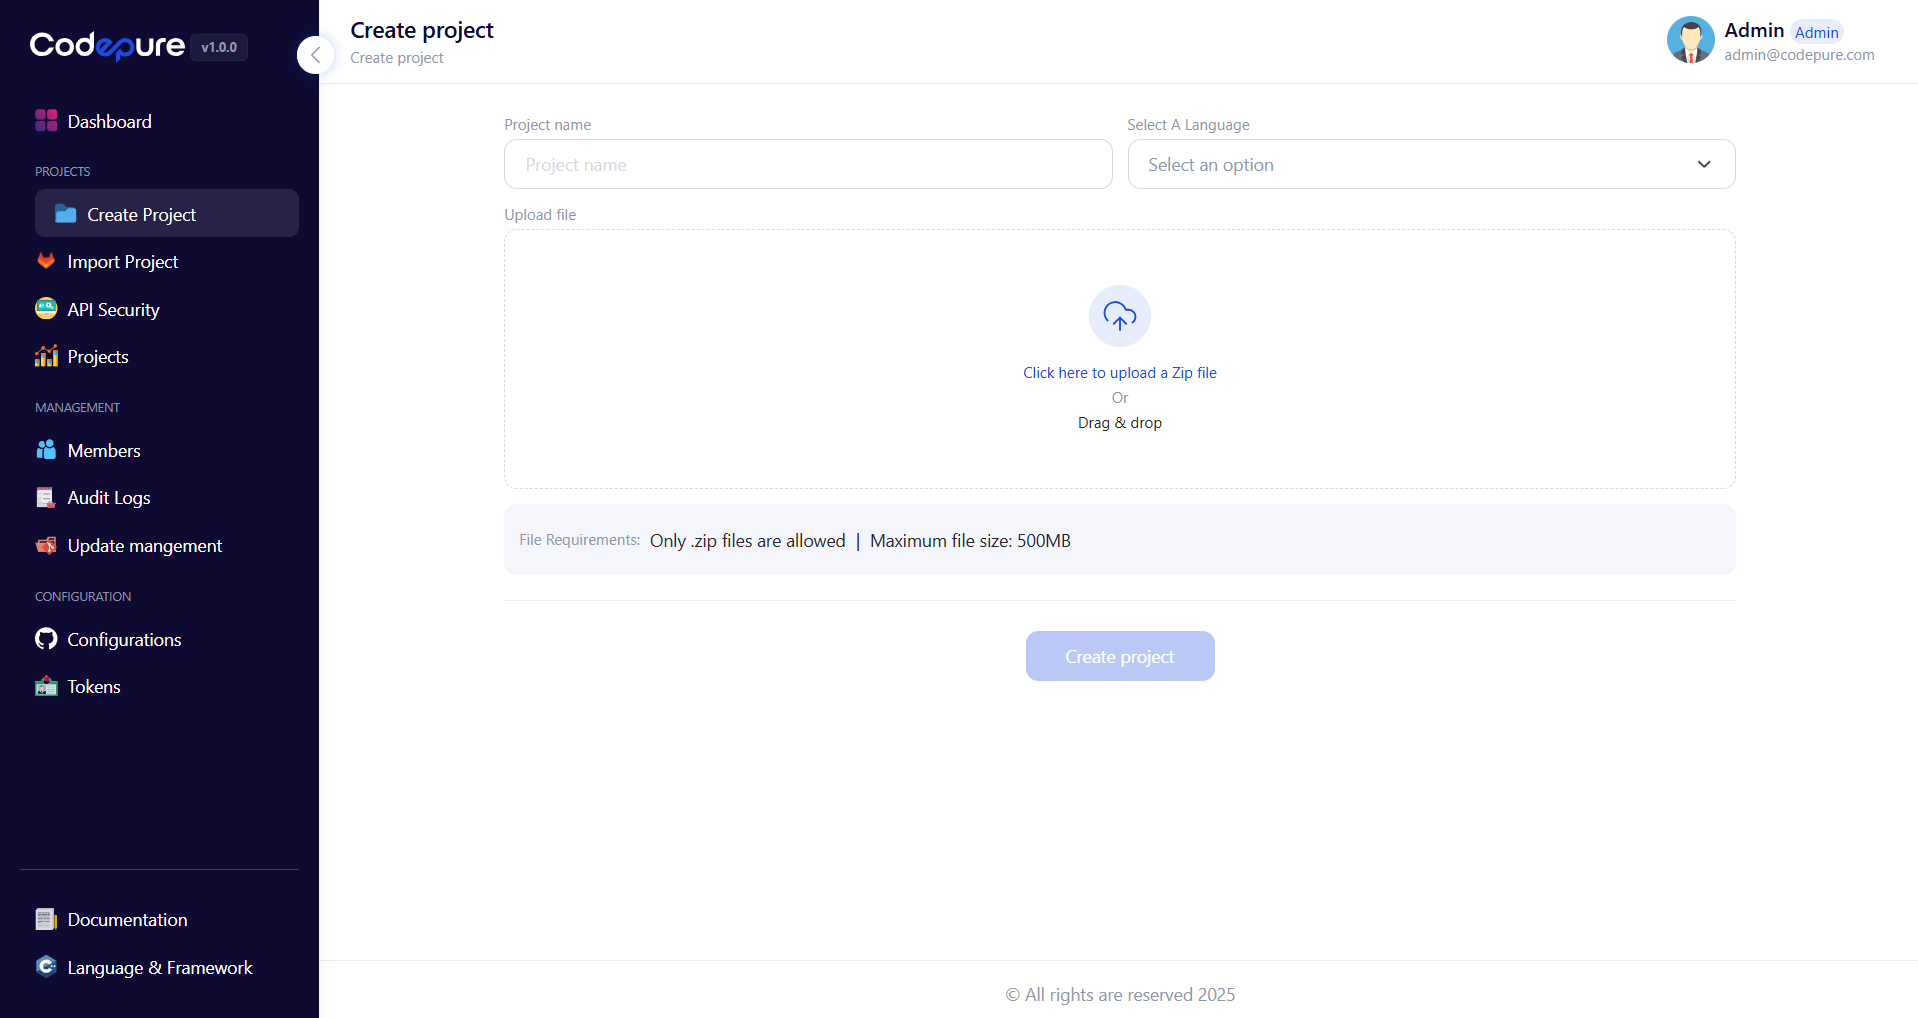 Codepure v1.0.0
Dashboard
PROJECTS
Create Project
Import Project
API Security
Projects
MANAGEMENT
Members
Audit Logs
Update mangement
CONFIGURATION
Configurations
Tokens
Documentation
Language & Framework
Create project
Create project
Admin Admin
admin@codepure.com
Project name
Project name
Select A Language
Select an option
Upload file
Click here to upload a Zip file
Or
Drag & drop
File Requirements: Only .zip files are allowed | Maximum file size: 500MB
Create project
© All rights are reserved 2025